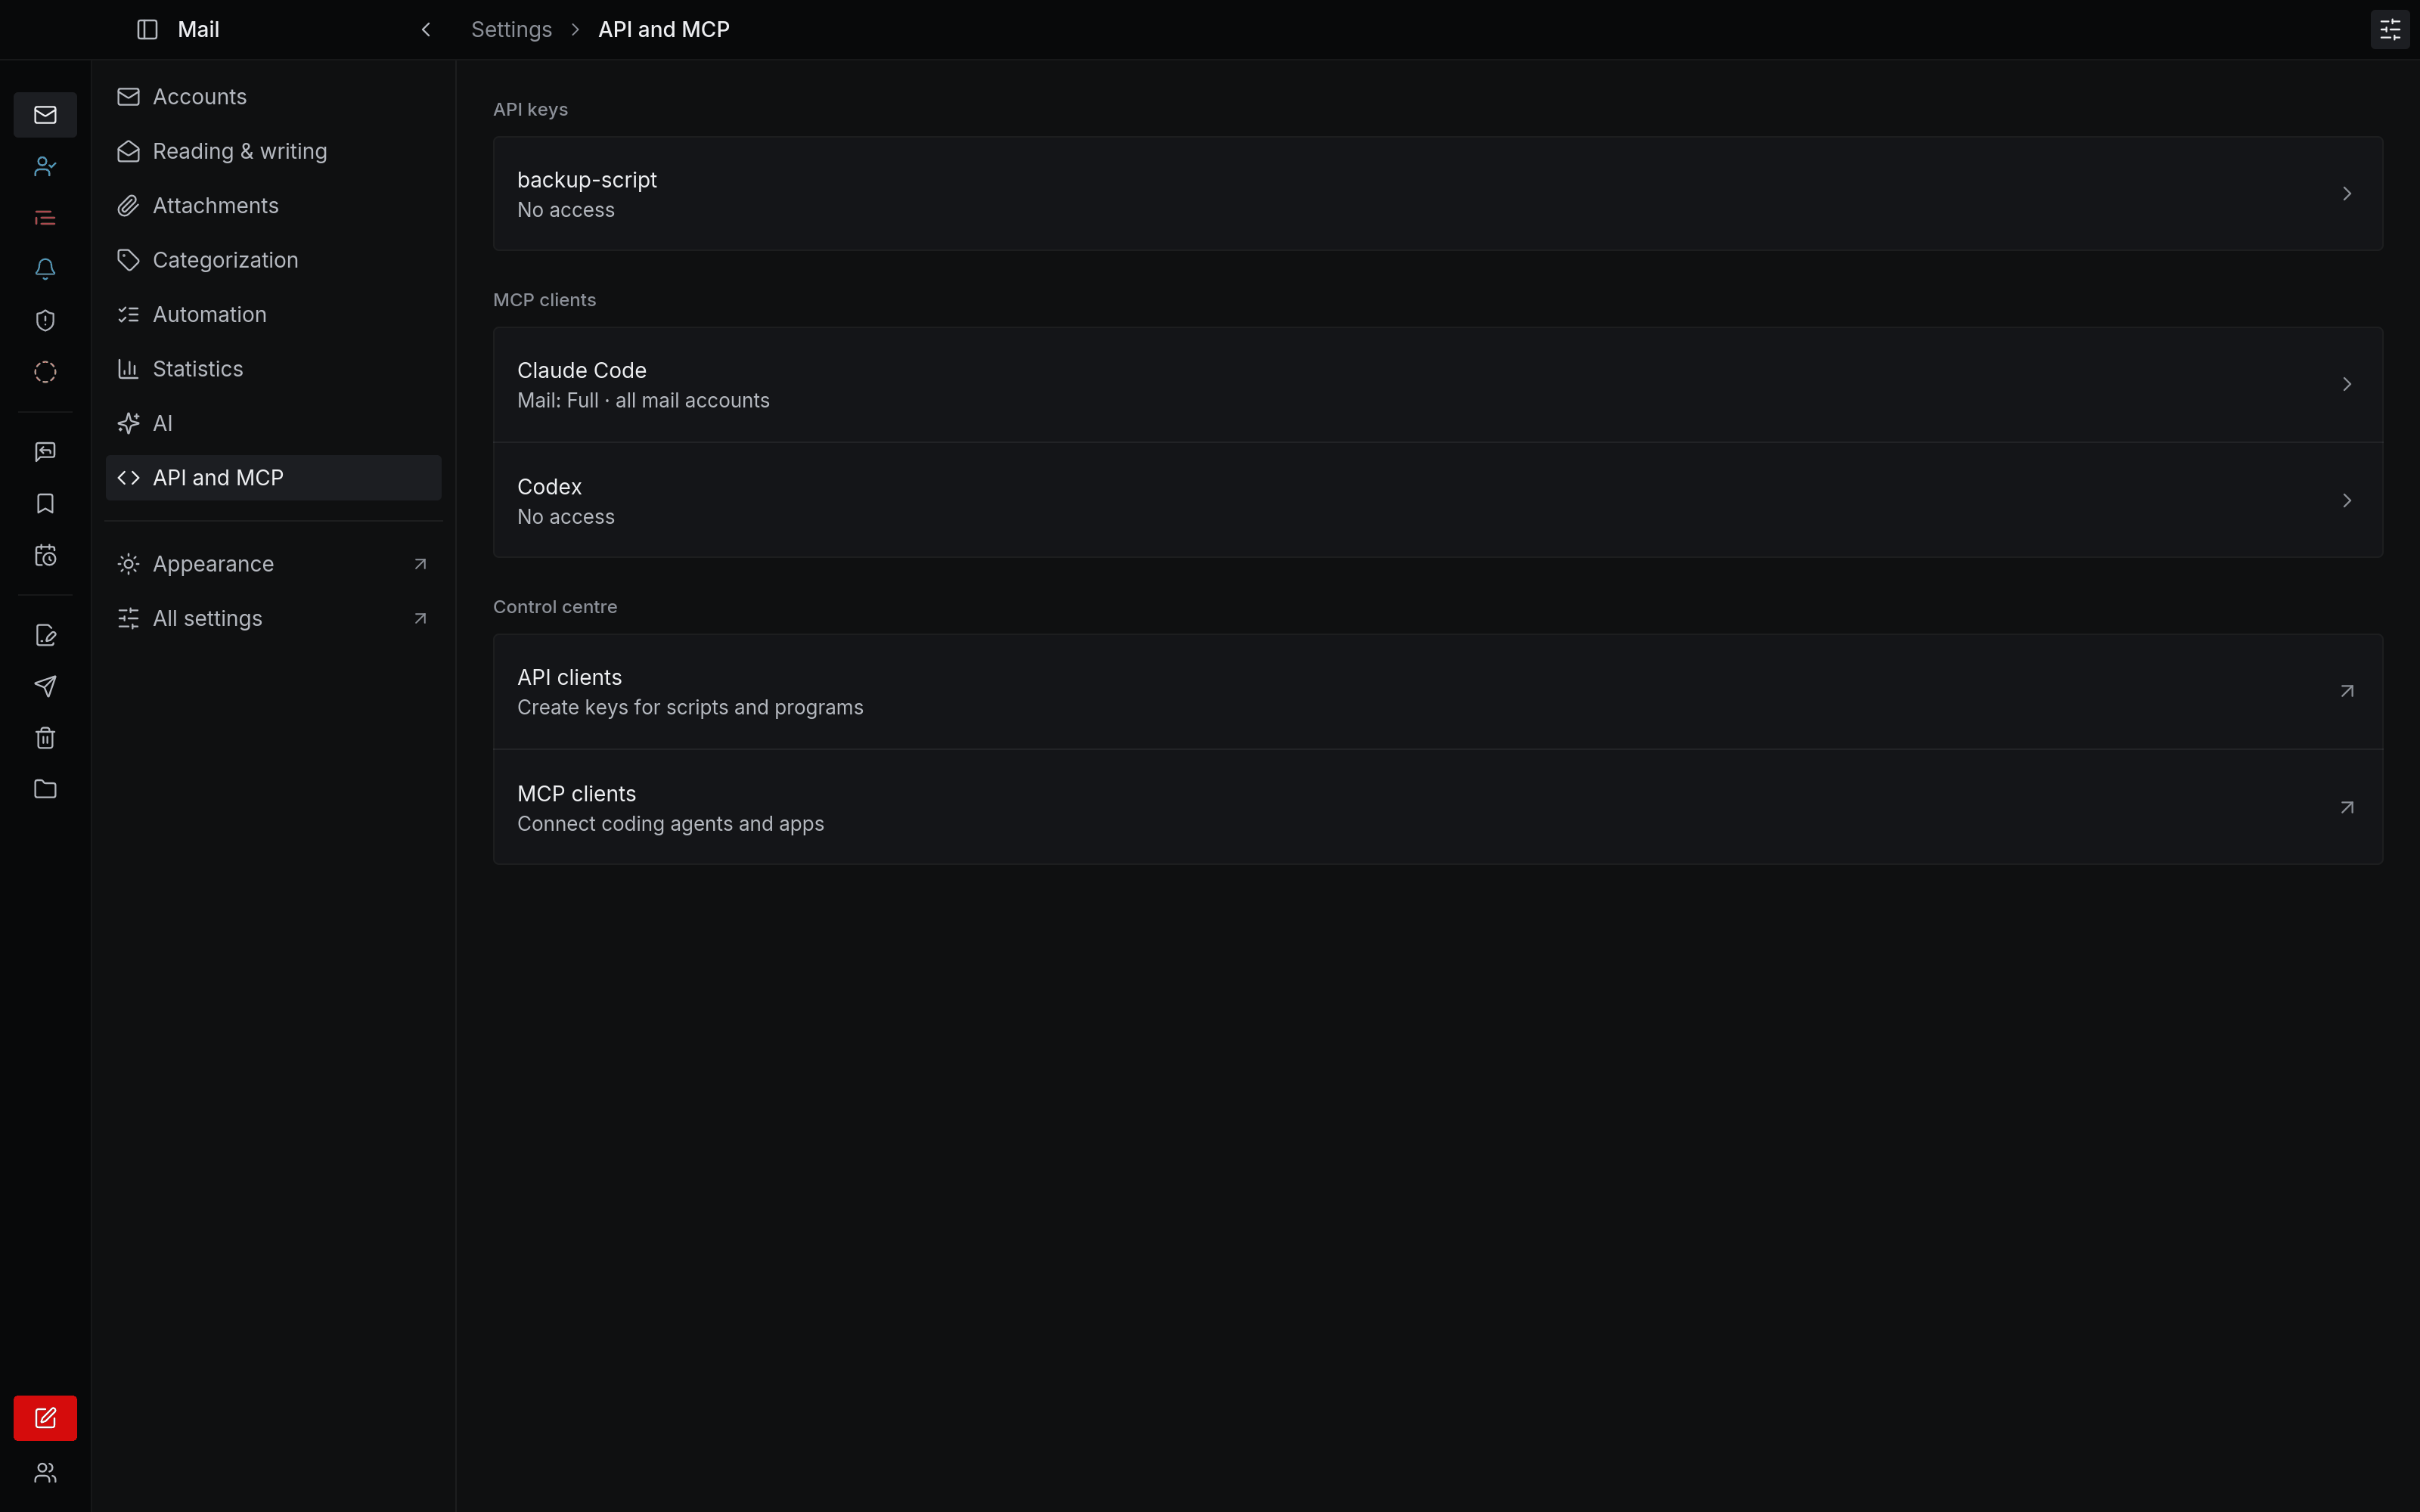 Mail
Settings > API and MCP
Accounts
Reading & writing
Attachments
Categorization
Automation
Statistics
AI
API and MCP
Appearance
All settings
API keys
backup-script
No access
MCP clients
Claude Code
Mail: Full · all mail accounts
Codex
No access
Control centre
API clients
Create keys for scripts and programs
MCP clients
Connect coding agents and apps